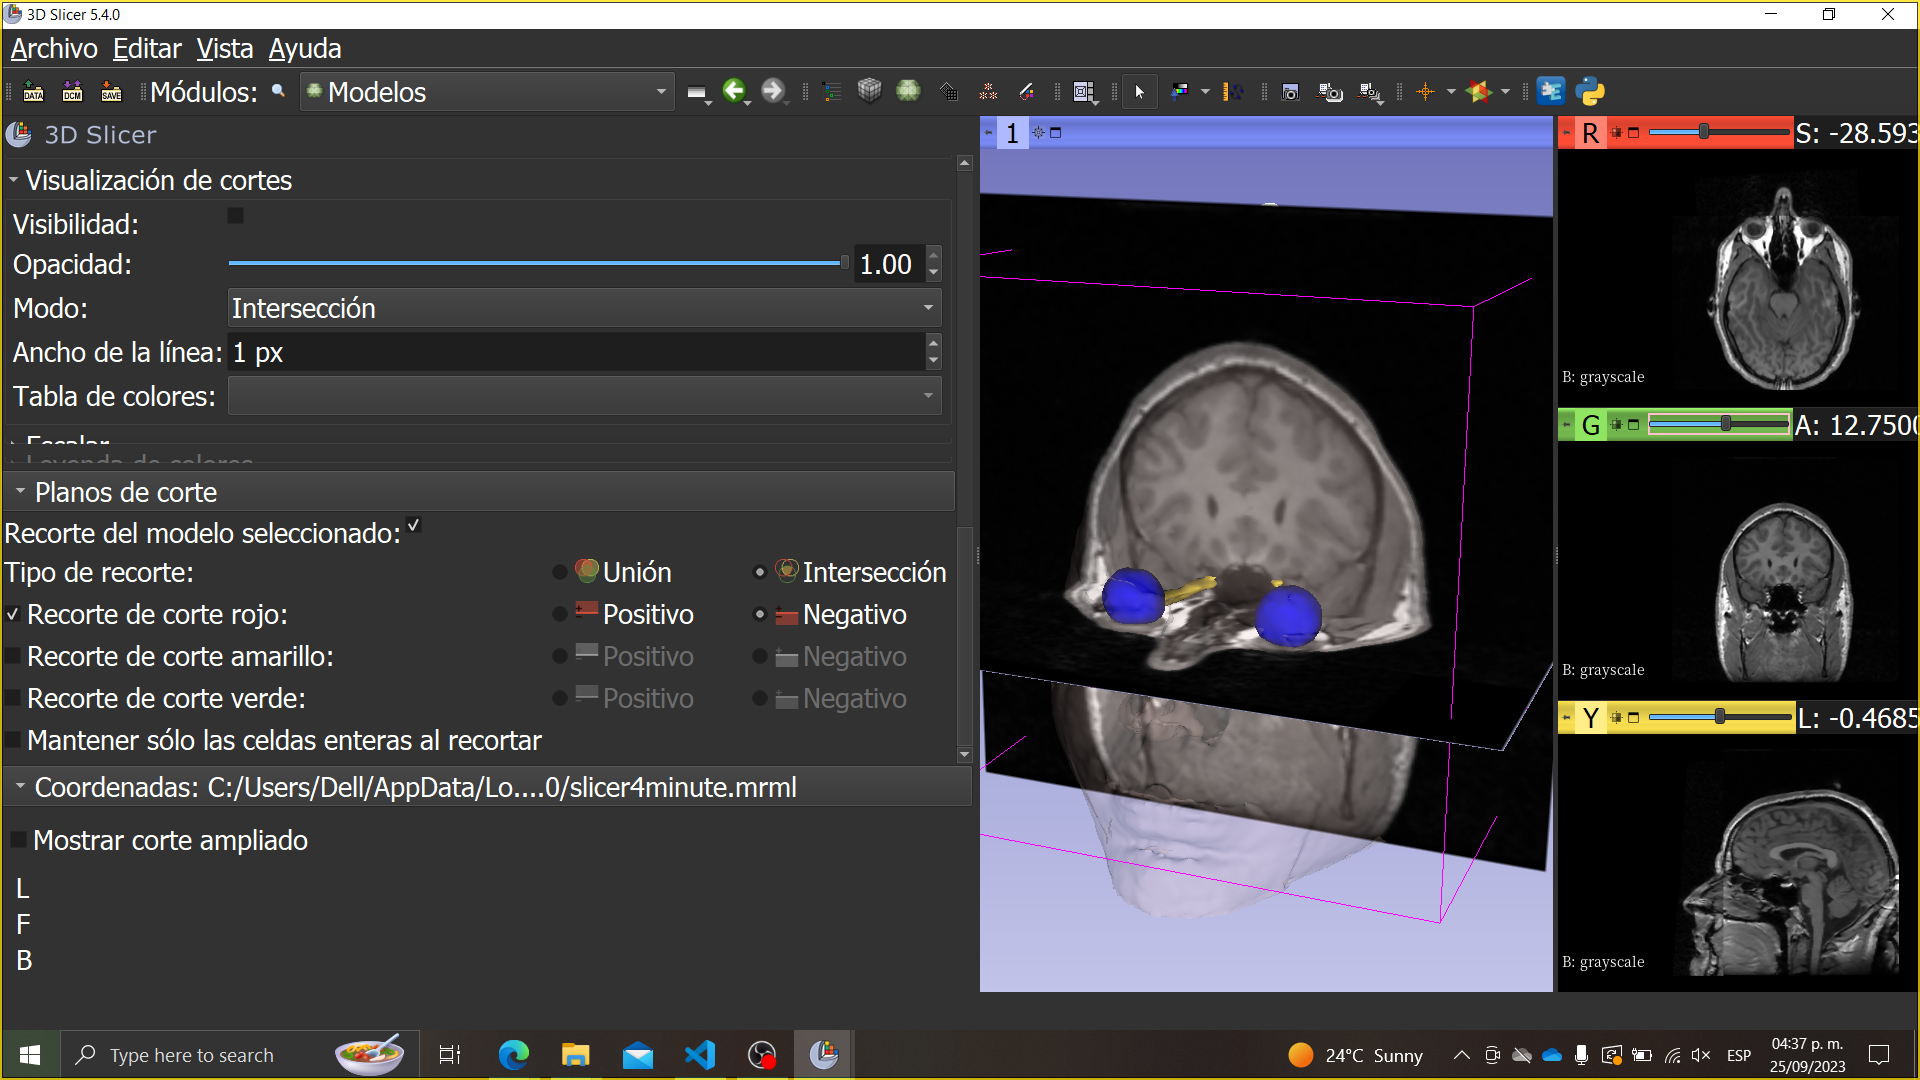 3D Slicer 5.4.0
Archivo Editar Vista Ayuda
DATA DCM SAVE Módulos: Modelos
3D Slicer
Visualización de cortes
Visibilidad:
Opacidad: 1.00
Modo: Intersección
Ancho de la línea: 1 px
Tabla de colores:
Escalar
Leyenda de colores
Planos de corte
Recorte del modelo seleccionado:
Tipo de recorte: Unión Intersección
Recorte de corte rojo: Positivo Negativo
Recorte de corte amarillo: Positivo Negativo
Recorte de corte verde: Positivo Negativo
Mantener sólo las celdas enteras al recortar
Coordenadas: C:/Users/Dell/AppData/Lo....0/slicer4minute.mrml
Mostrar corte ampliado
L
F
B
1
R S: -28.593
B: grayscale
G A: 12.7500
B: grayscale
Y L: -0.4685
B: grayscale
Type here to search
24°C Sunny
ESP
04:37 p. m.
25/09/2023